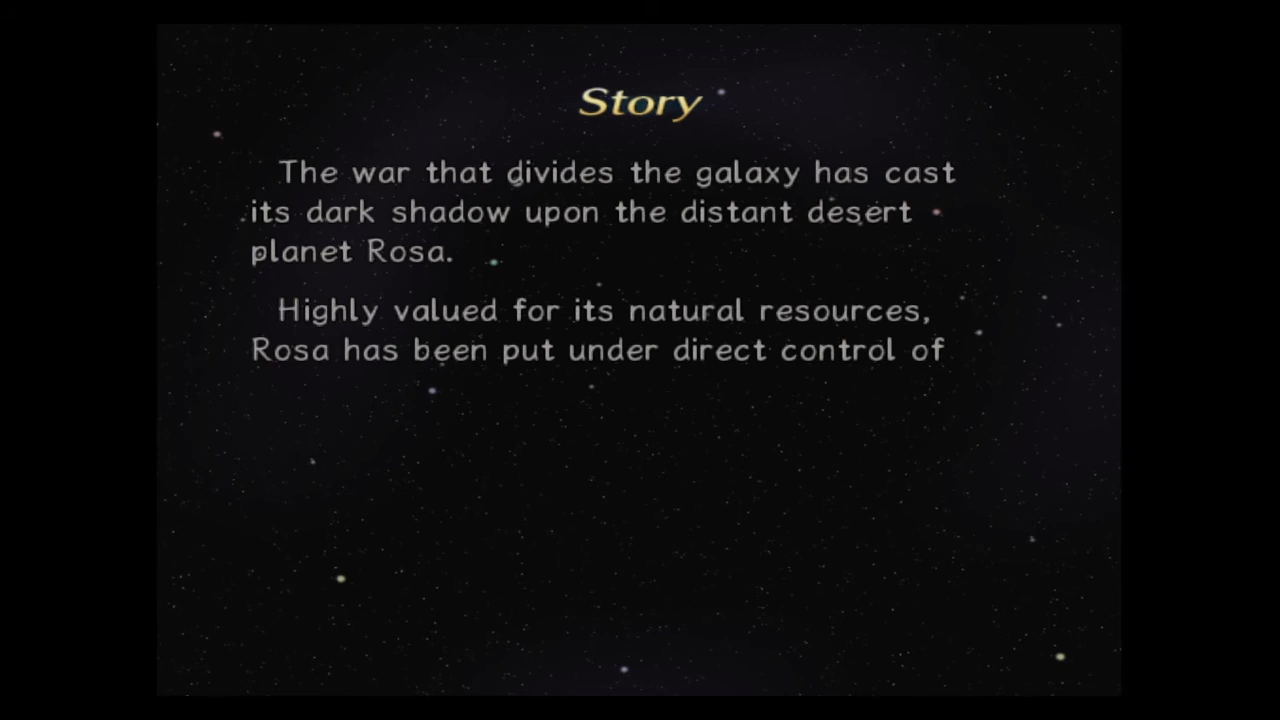 Story
The war that divides the galaxy has cast
its dark shadow upon the distant desert
planet Rosa.
Highly valued for its natural resources,
Rosa has been put under direct control of